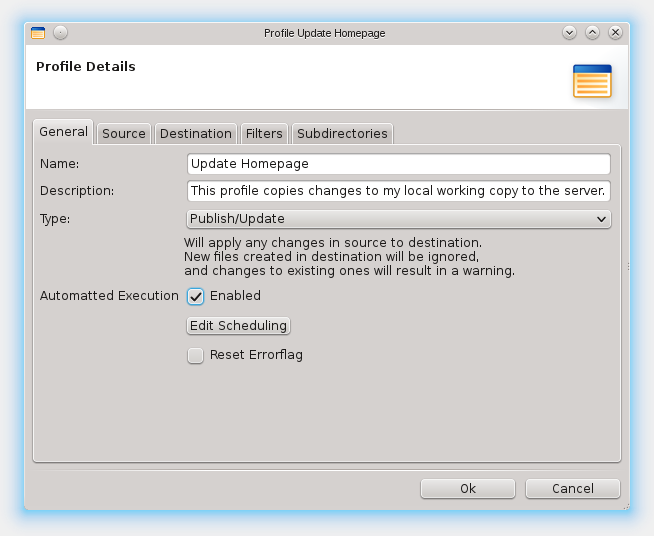 Profile Update Homepage
Profile Details
General Source Destination Filters Subdirectories
Name: Update Homepage
Description: This profile copies changes to my local working copy to the server.
Type: Publish/Update
Will apply any changes in source to destination.
New files created in destination will be ignored,
and changes to existing ones will result in a warning.
Automatted Execution Enabled
Edit Scheduling
Reset Errorflag
Ok Cancel